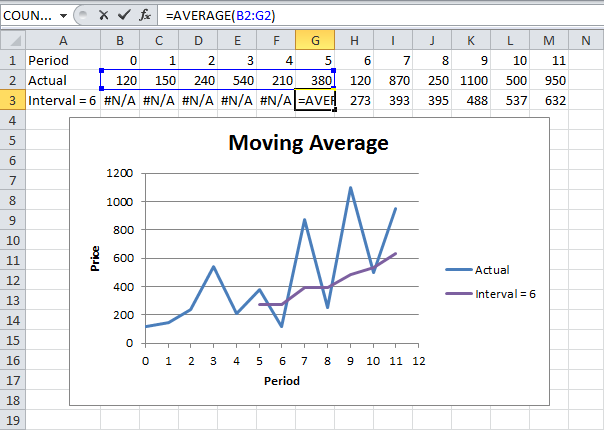 COUN... =AVERAGE(B2:G2)
A B C D E F G H I J K L M N
1 Period 0 1 2 3 4 5 6 7 8 9 10 11
2 Actual 120 150 240 540 210 380 120 870 250 1100 500 950
3 Interval = 6 #N/A #N/A #N/A #N/A #N/A =AVER 273 393 395 488 537 632
4
5
6
7
8
9
10
11
12
13
14
15
16
17
18
19
Moving Average
1200
1000
800
600
400
200
0
Price
0 1 2 3 4 5 6 7 8 9 10 11 12
Period
Actual
Interval = 6